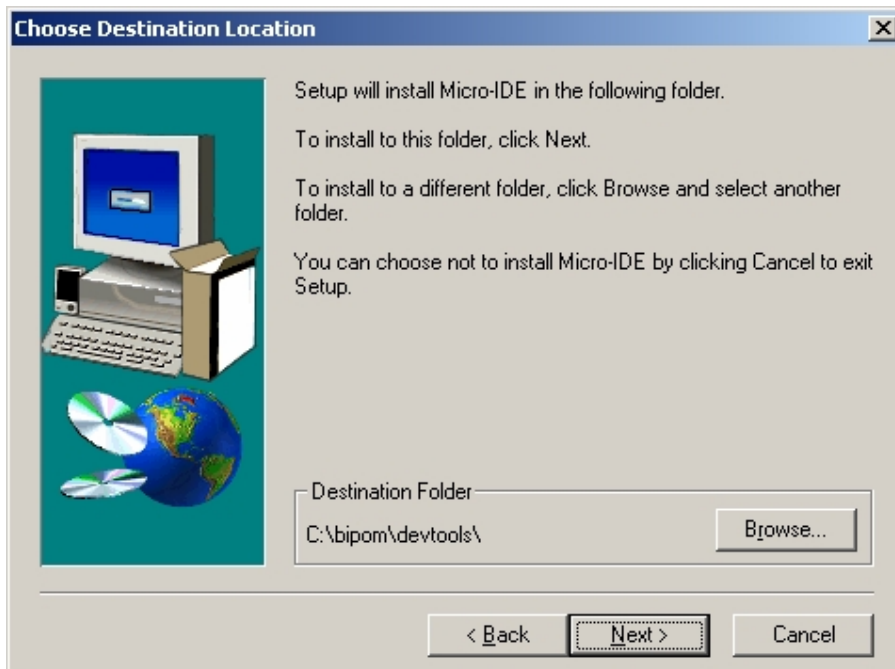 Choose Destination Location
Setup will install Micro-IDE in the following folder.
To install to this folder, click Next.
To install to a different folder, click Browse and select another
folder.
You can choose not to install Micro-IDE by clicking Cancel to exit
Setup.
Destination Folder
C:\bipom\devtools\
Browse...
< Back
Next >
Cancel